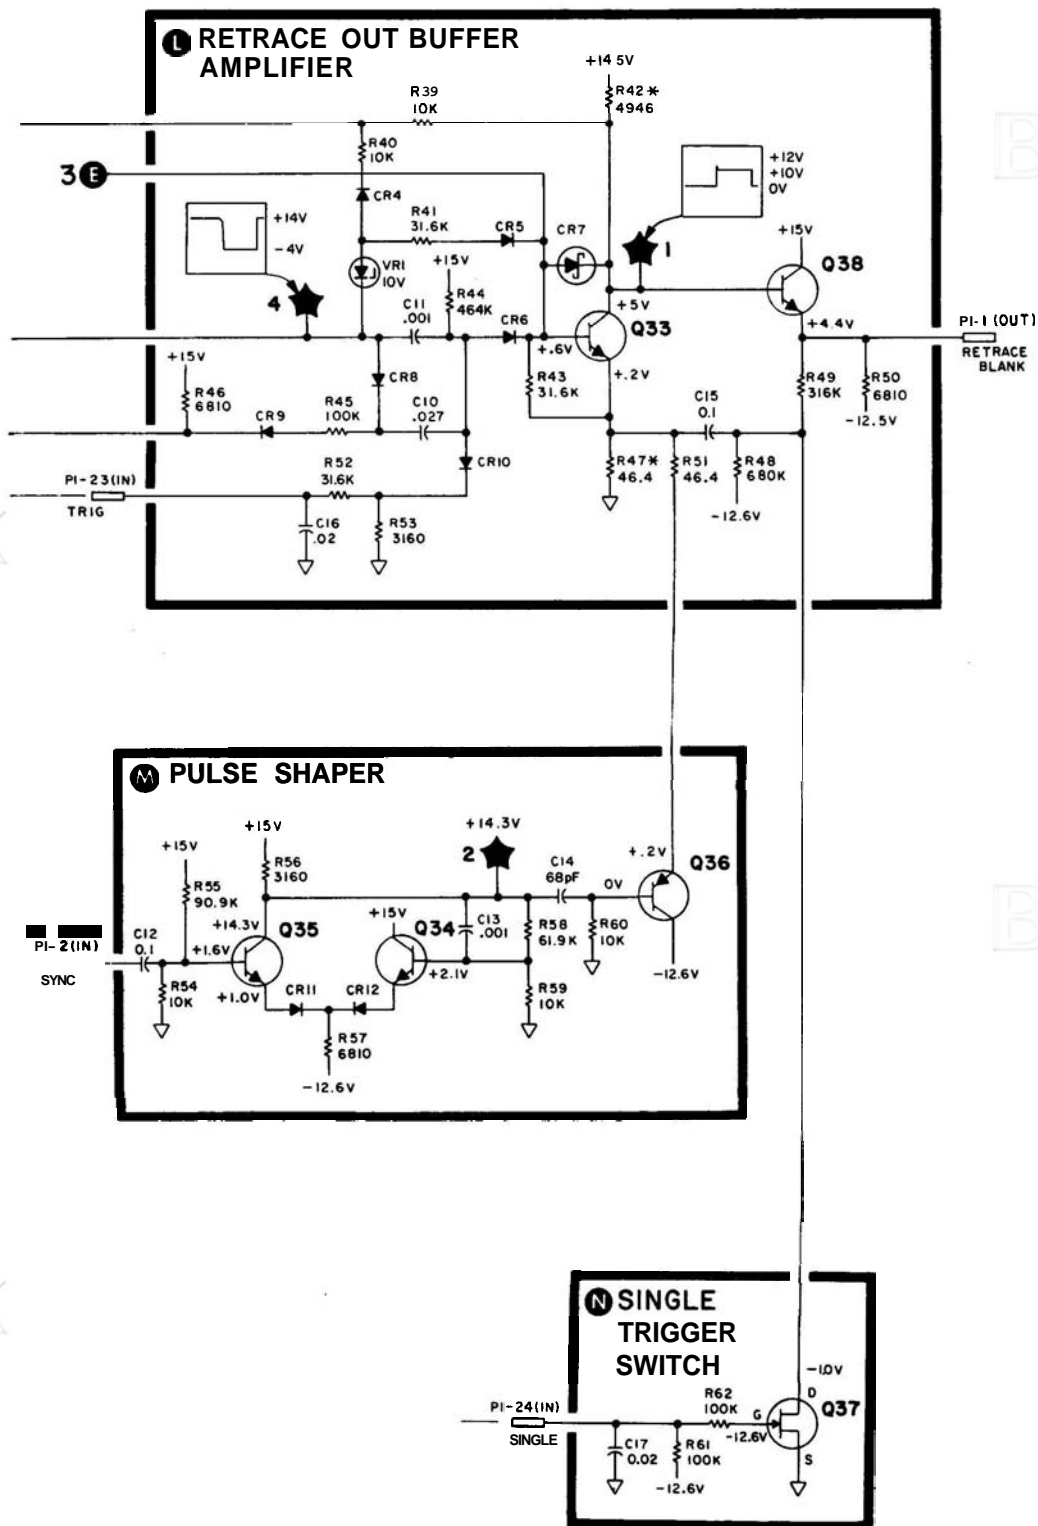 L RETRACE OUT BUFFER
AMPLIFIER
+14 5V
R42*
4946
R39
10K
R40
10K
3 E
CR4
+14V
-4V
4
R41
31.6K
CR5
CR7
+12V
+10V
0V
1
+15V
Q38
VR1
10V
+15V
R44
464K
C11
.001
CR6
+5V
Q33
+.6V
+.2V
+4.4V
P1-1 (OUT)
RETRACE
BLANK
+15V
R46
6810
CR8
R43
31.6K
R49
316K
R50
6810
-12.5V
CR9
R45
100K
C10
.027
C15
0.1
CR10
R47*
46.4
R51
46.4
R48
680K
-12.6V
P1-23(IN)
TRIG
R52
31.6K
C16
.02
R53
3160
M PULSE SHAPER
+15V
+15V
R56
3160
+14.3V
2
C14
68pF
0V
+.2V
Q36
R55
90.9K
+14.3V
Q35
+15V
Q34
C13
.001
R58
61.9K
R60
10K
-12.6V
P1-2(IN)
SYNC
C12
0.1
+1.6V
+2.1V
R54
10K
+1.0V
CR11
CR12
R59
10K
R57
6810
-12.6V
N SINGLE
TRIGGER
SWITCH
-1.0V
D
Q37
P1-24(IN)
SINGLE
R62
100K
G
-12.6V
S
C17
0.02
R61
100K
-12.6V